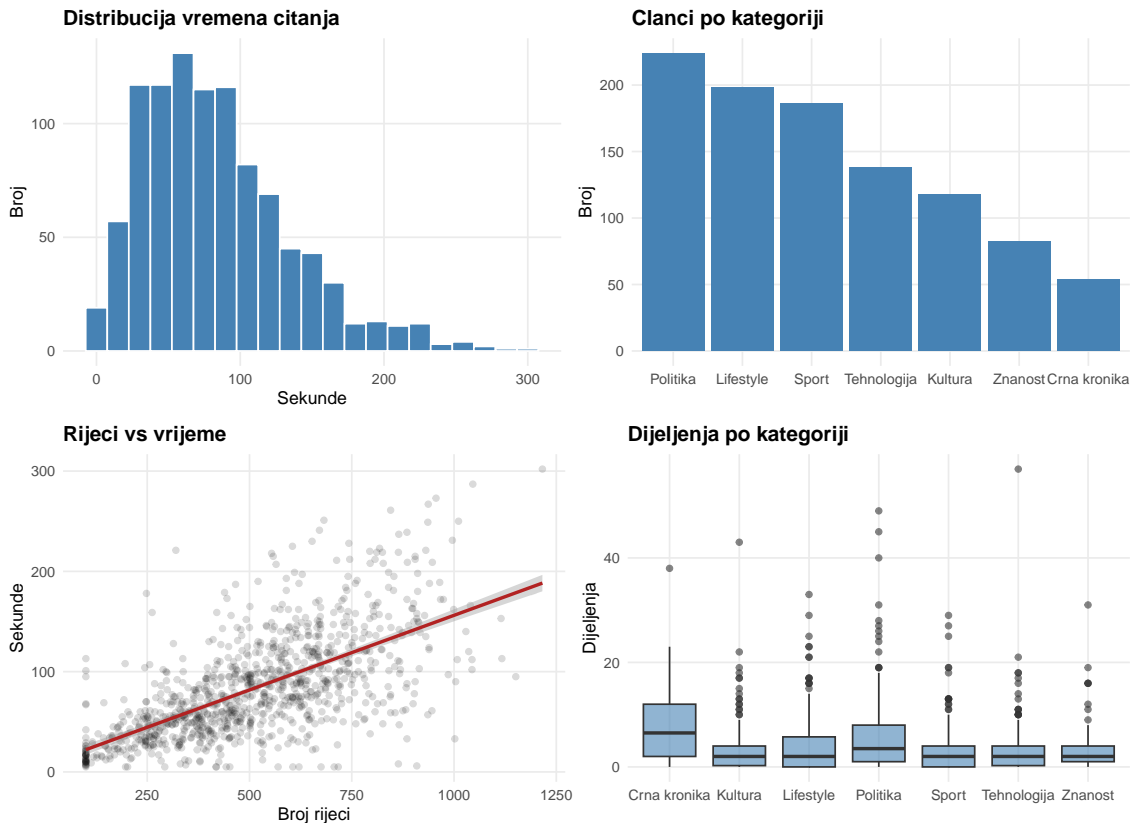 Distribucija vremena citanja
Broj
100
50
0
0 100 200 300
Sekunde
Clanci po kategoriji
Broj
200
150
100
50
0
Politika Lifestyle Sport Tehnologija Kultura Znanost Crna kronika
Rijeci vs vrijeme
Sekunde
300
200
100
0
250 500 750 1000 1250
Broj rijeci
Dijeljenja po kategoriji
Dijeljenja
40
20
0
Crna kronika Kultura Lifestyle Politika Sport Tehnologija Znanost